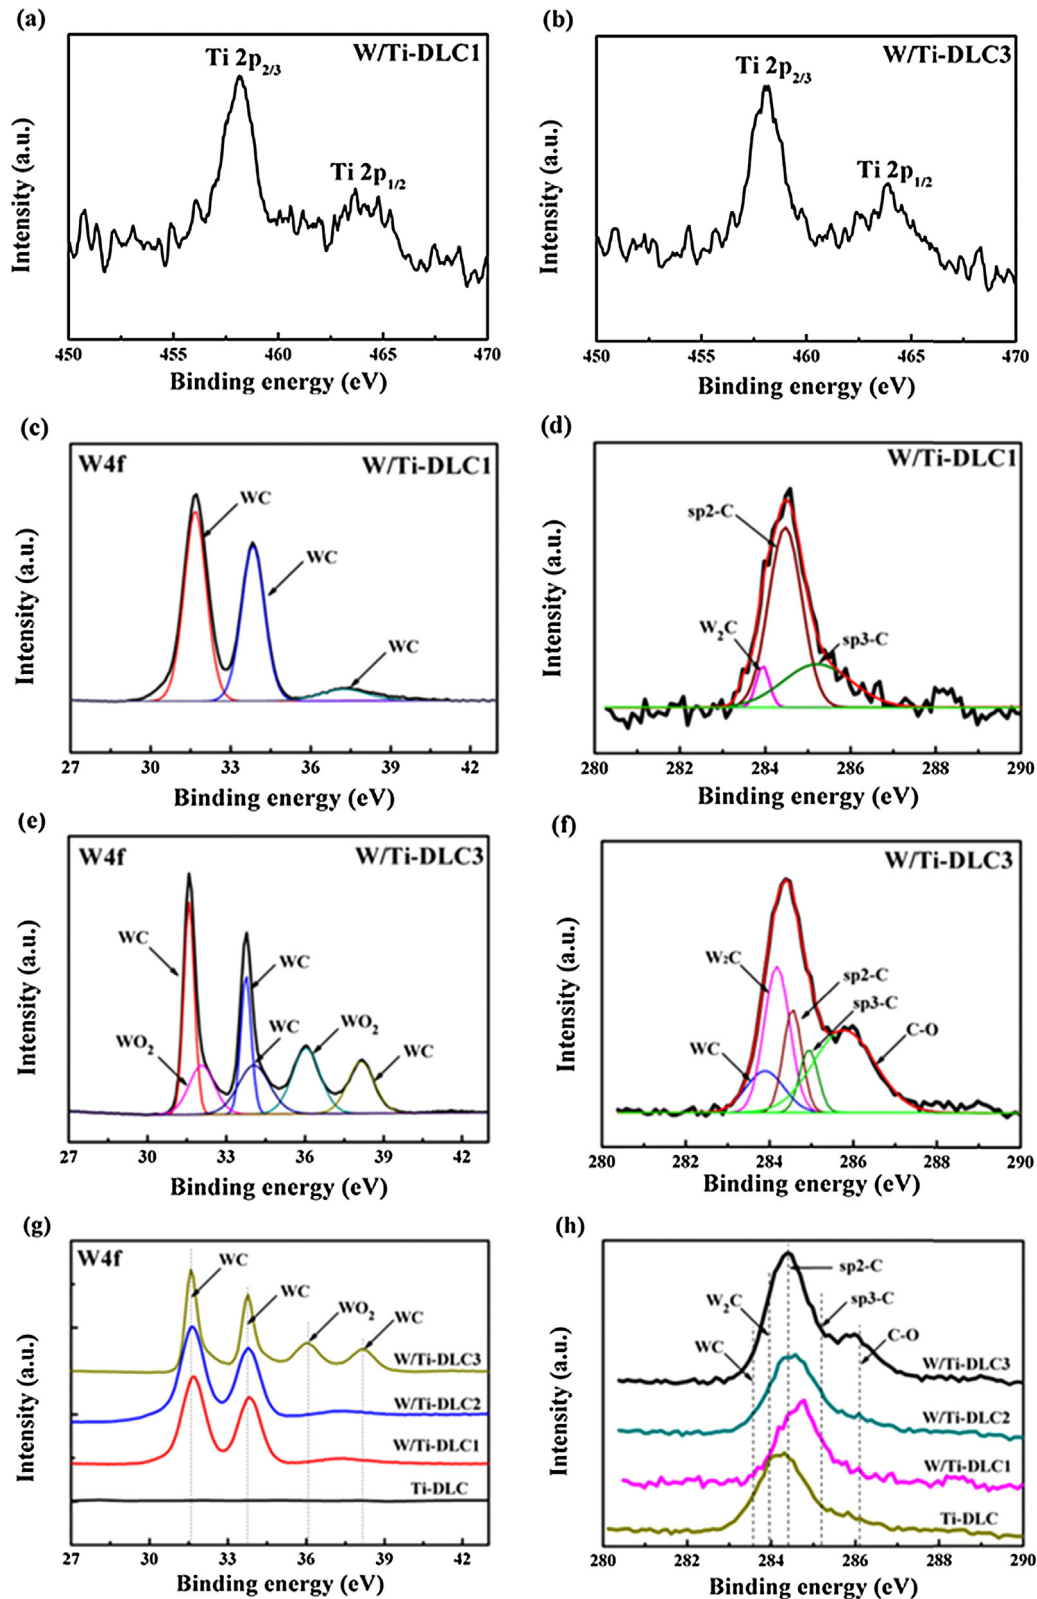 (a)
W/Ti-DLC1
Ti 2p2/3
Ti 2p1/2
Intensity (a.u.)
450 455 460 465 470
Binding energy (eV)
(b)
W/Ti-DLC3
Ti 2p2/3
Ti 2p1/2
Intensity (a.u.)
450 455 460 465 470
Binding energy (eV)
(c)
W4f
W/Ti-DLC1
WC
WC
WC
Intensity (a.u.)
27 30 33 36 39 42
Binding energy (eV)
(d)
W/Ti-DLC1
sp2-C
W2C
sp3-C
Intensity (a.u.)
280 282 284 286 288 290
Binding energy (eV)
(e)
W4f
W/Ti-DLC3
WC
WC
WO2
WC
WO2
WC
Intensity (a.u.)
27 30 33 36 39 42
Binding energy (eV)
(f)
W/Ti-DLC3
W2C
sp2-C
sp3-C
WC
C-O
Intensity (a.u.)
280 282 284 286 288 290
Binding energy (eV)
(g)
W4f
WC
WC
WO2
WC
W/Ti-DLC3
W/Ti-DLC2
W/Ti-DLC1
Ti-DLC
Intensity (a.u.)
27 30 33 36 39 42
Binding energy (eV)
(h)
sp2-C
W2C
sp3-C
WC
C-O
W/Ti-DLC3
W/Ti-DLC2
W/Ti-DLC1
Ti-DLC
Intensity (a.u.)
280 282 284 286 288 290
Binding energy (eV)